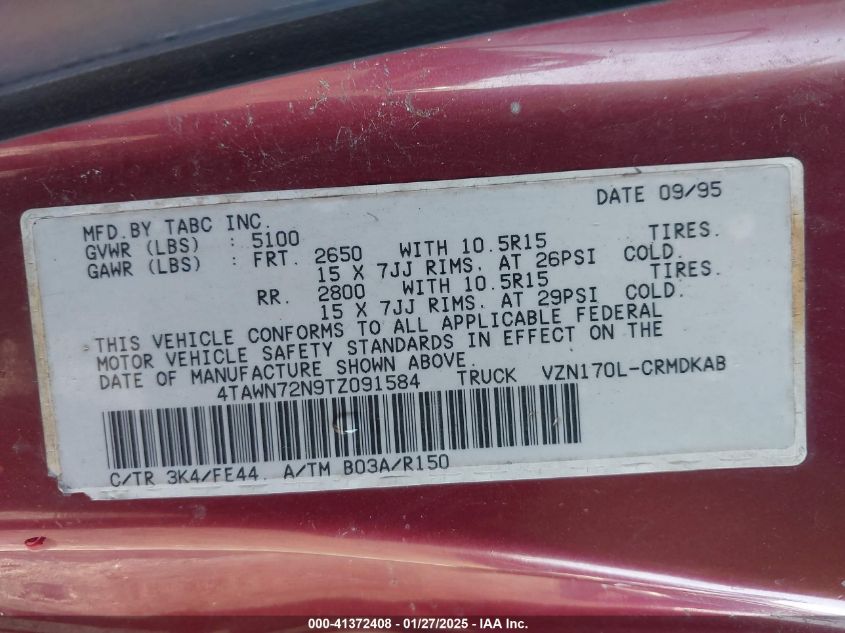 DATE 09/95
MFD.BY TABC INC.
GVWR (LBS) : 5100
GAWR (LBS) : FRT. 2650 WITH 10.5R15 TIRES.
15 X 7JJ RIMS. AT 26PSI COLD.
RR. 2800 WITH 10.5R15 TIRES.
15 X 7JJ RIMS. AT 29PSI COLD.
THIS VEHICLE CONFORMS TO ALL APPLICABLE FEDERAL
MOTOR VEHICLE SAFETY STANDARDS IN EFFECT ON THE
DATE OF MANUFACTURE SHOWN ABOVE.
4TAWN72N9TZ091584 TRUCK VZN170L-CRMDKAB
C/TR 3K4/FE44. A/TM B03A/R150
000-41372408 - 01/27/2025 - IAA Inc.